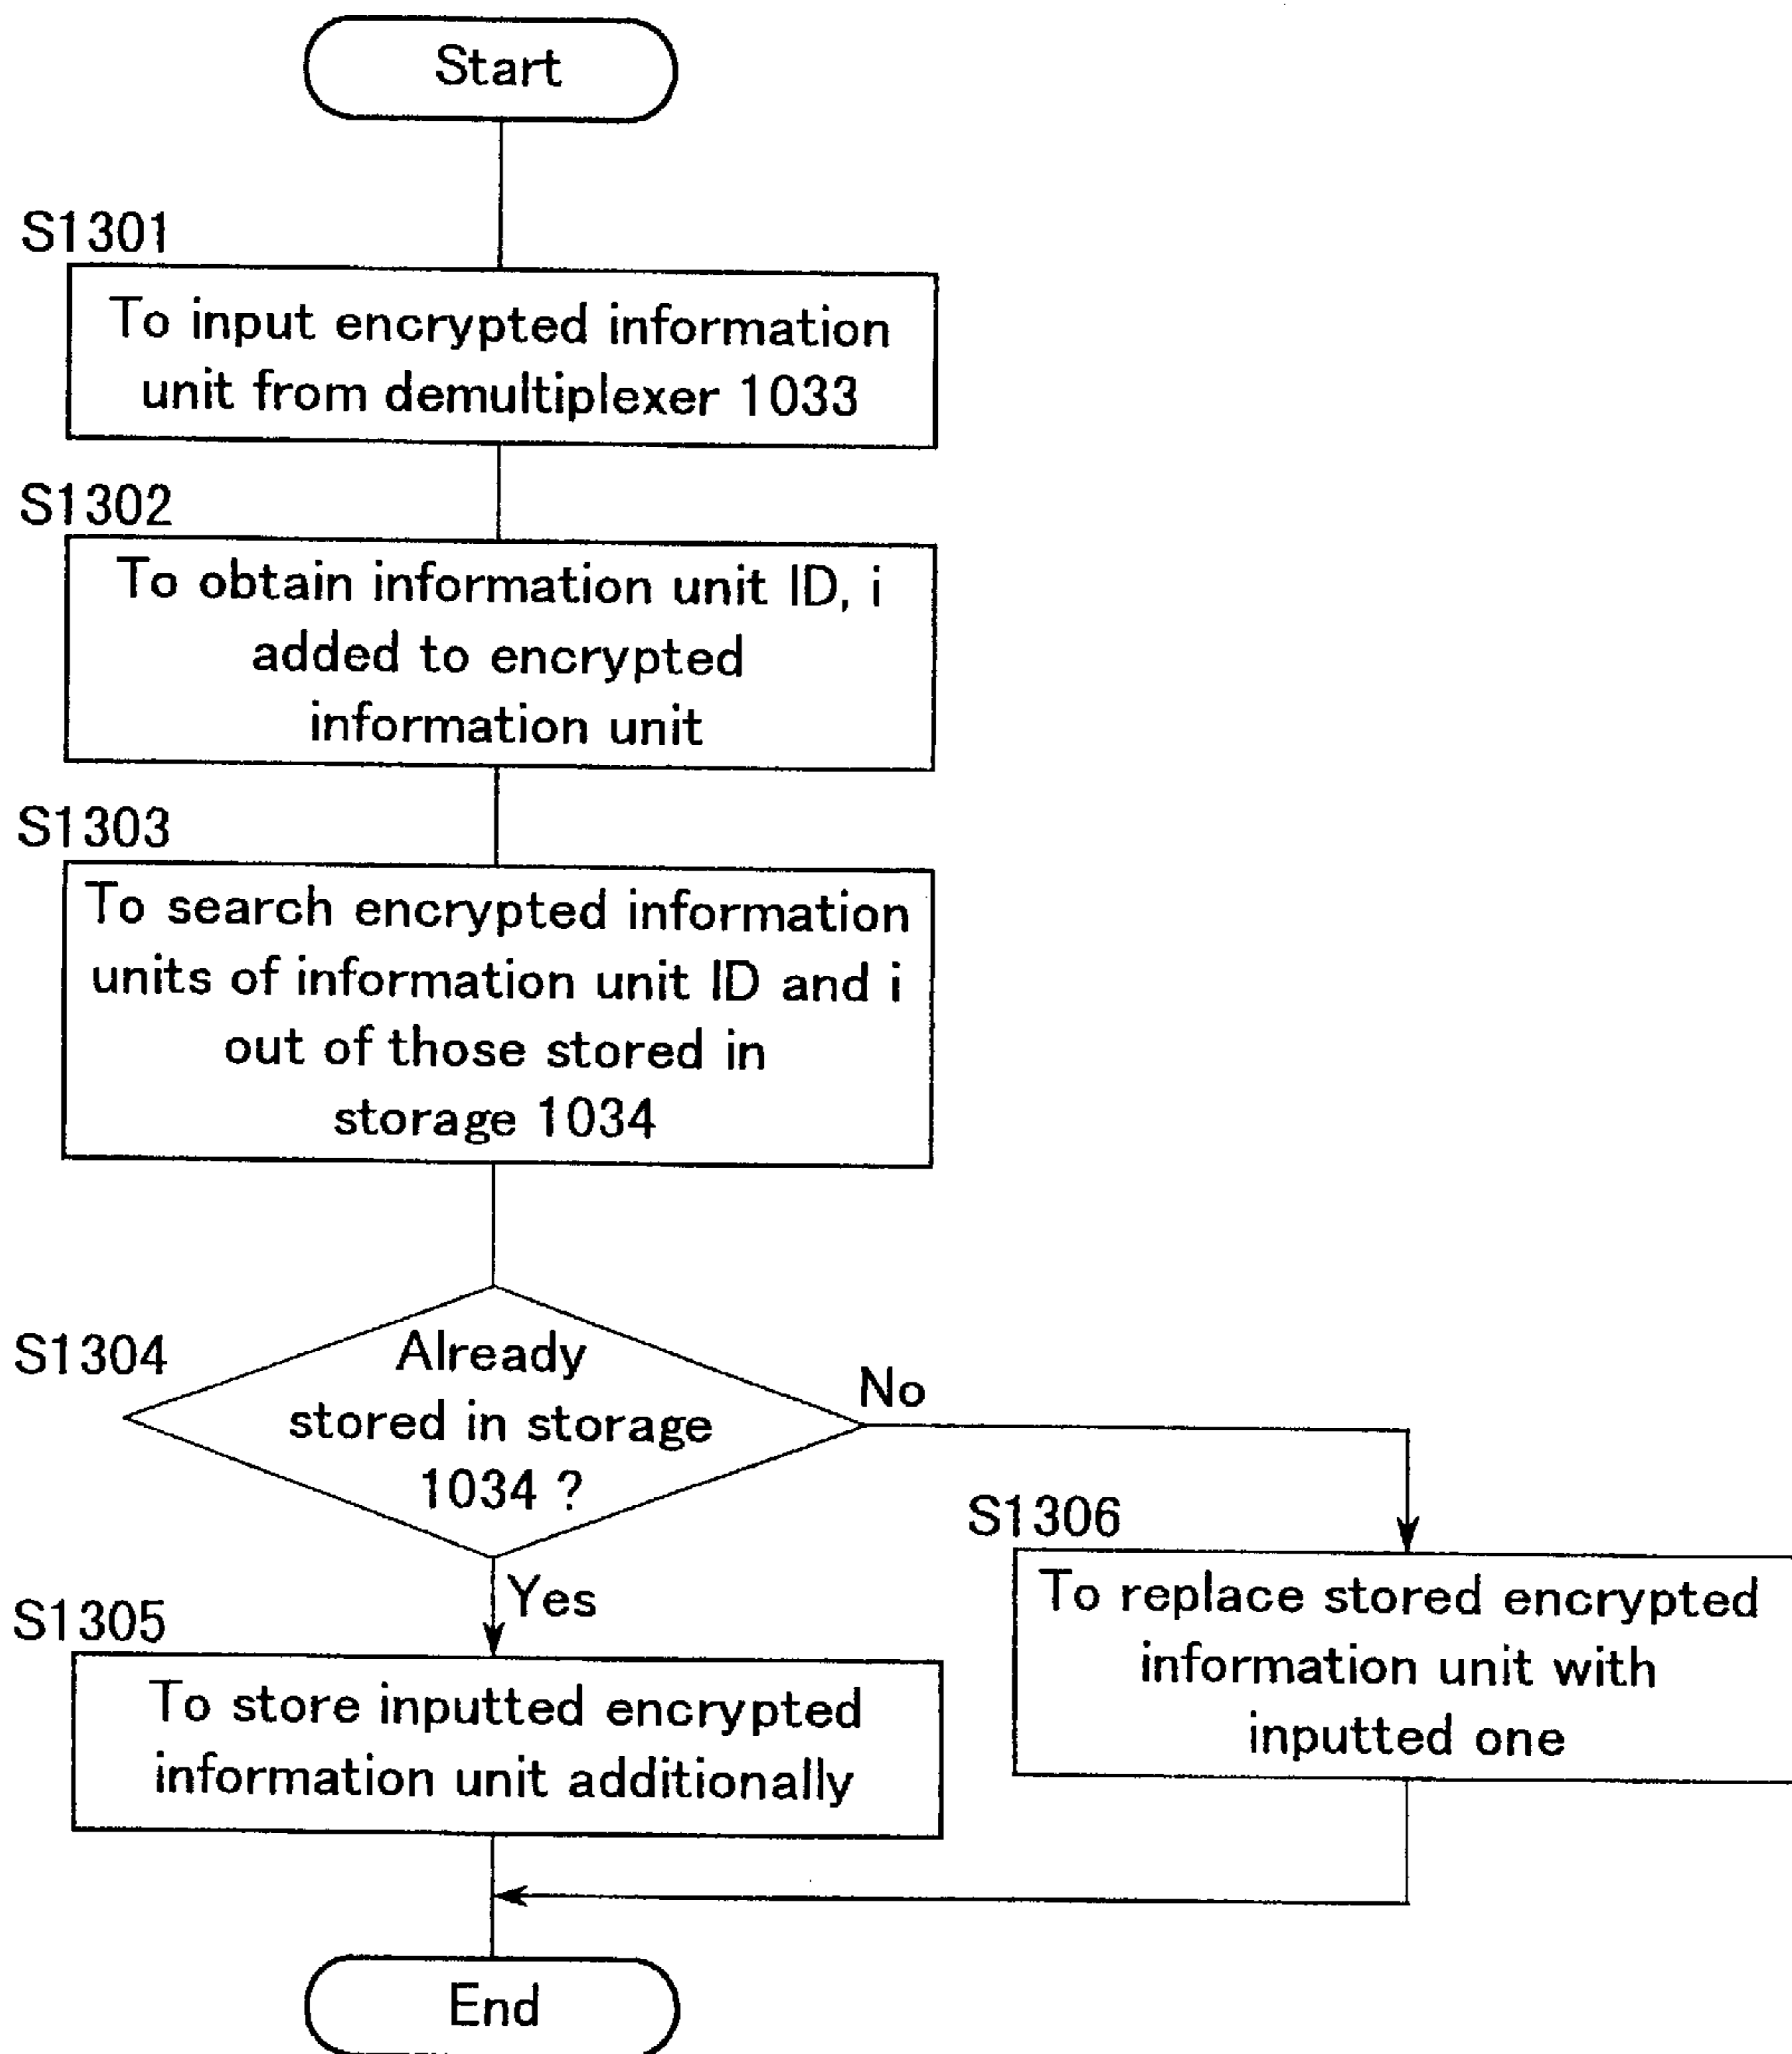 Start
S1301
To input encrypted information
unit from demultiplexer 1033
S1302
To obtain information unit ID, i
added to encrypted
information unit
S1303
To search encrypted information
units of information unit ID and i
out of those stored in
storage 1034
S1304
Already
stored in storage
1034 ?
No
Yes
S1305
To store inputted encrypted
information unit additionally
S1306
To replace stored encrypted
information unit with
inputted one
End